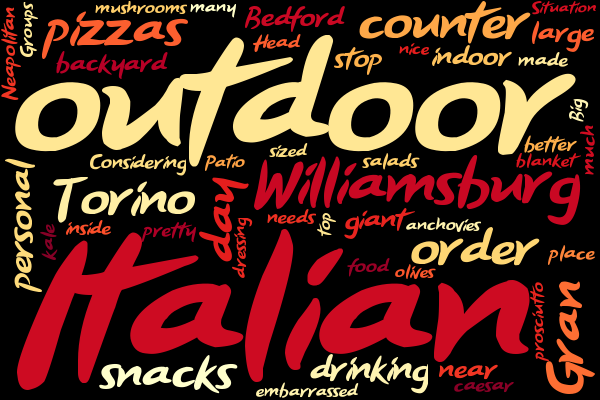 Neapolitan
Groups
mushrooms
many
Bedford
counter
Situation
pizzas
Head
nice
indoor
made
large
backyard
stop
outdoor
Big
much
better
blanket
Considering
Patio
sized
salads
personal
Torino
day
Williamsburg
kale
inside
pretty
dressing
needs
top
giant
anchovies
order
place
food
olives
Italian
prosciutto
Gran
snacks
drinking
near
caesar
embarrassed